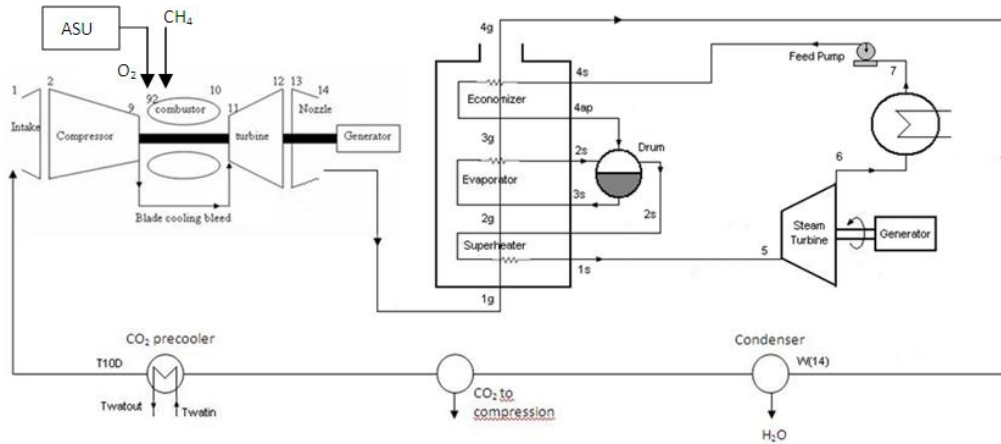 ASU
CH4
O2
1
2
92
10
12
13
14
9
11
Intake
Compressor
combustor
turbine
Nozzle
Generator
Blade cooling bleed
4g
4s
Economizer
4ap
3g
2s
Drum
Evaporator
3s
2g
2s
Superheater
1s
1g
Feed Pump
7
6
5
Steam
Turbine
Generator
CO2 precooler
T10D
Twatout
Twatin
CO2 to
compression
Condenser
W(14)
H2O